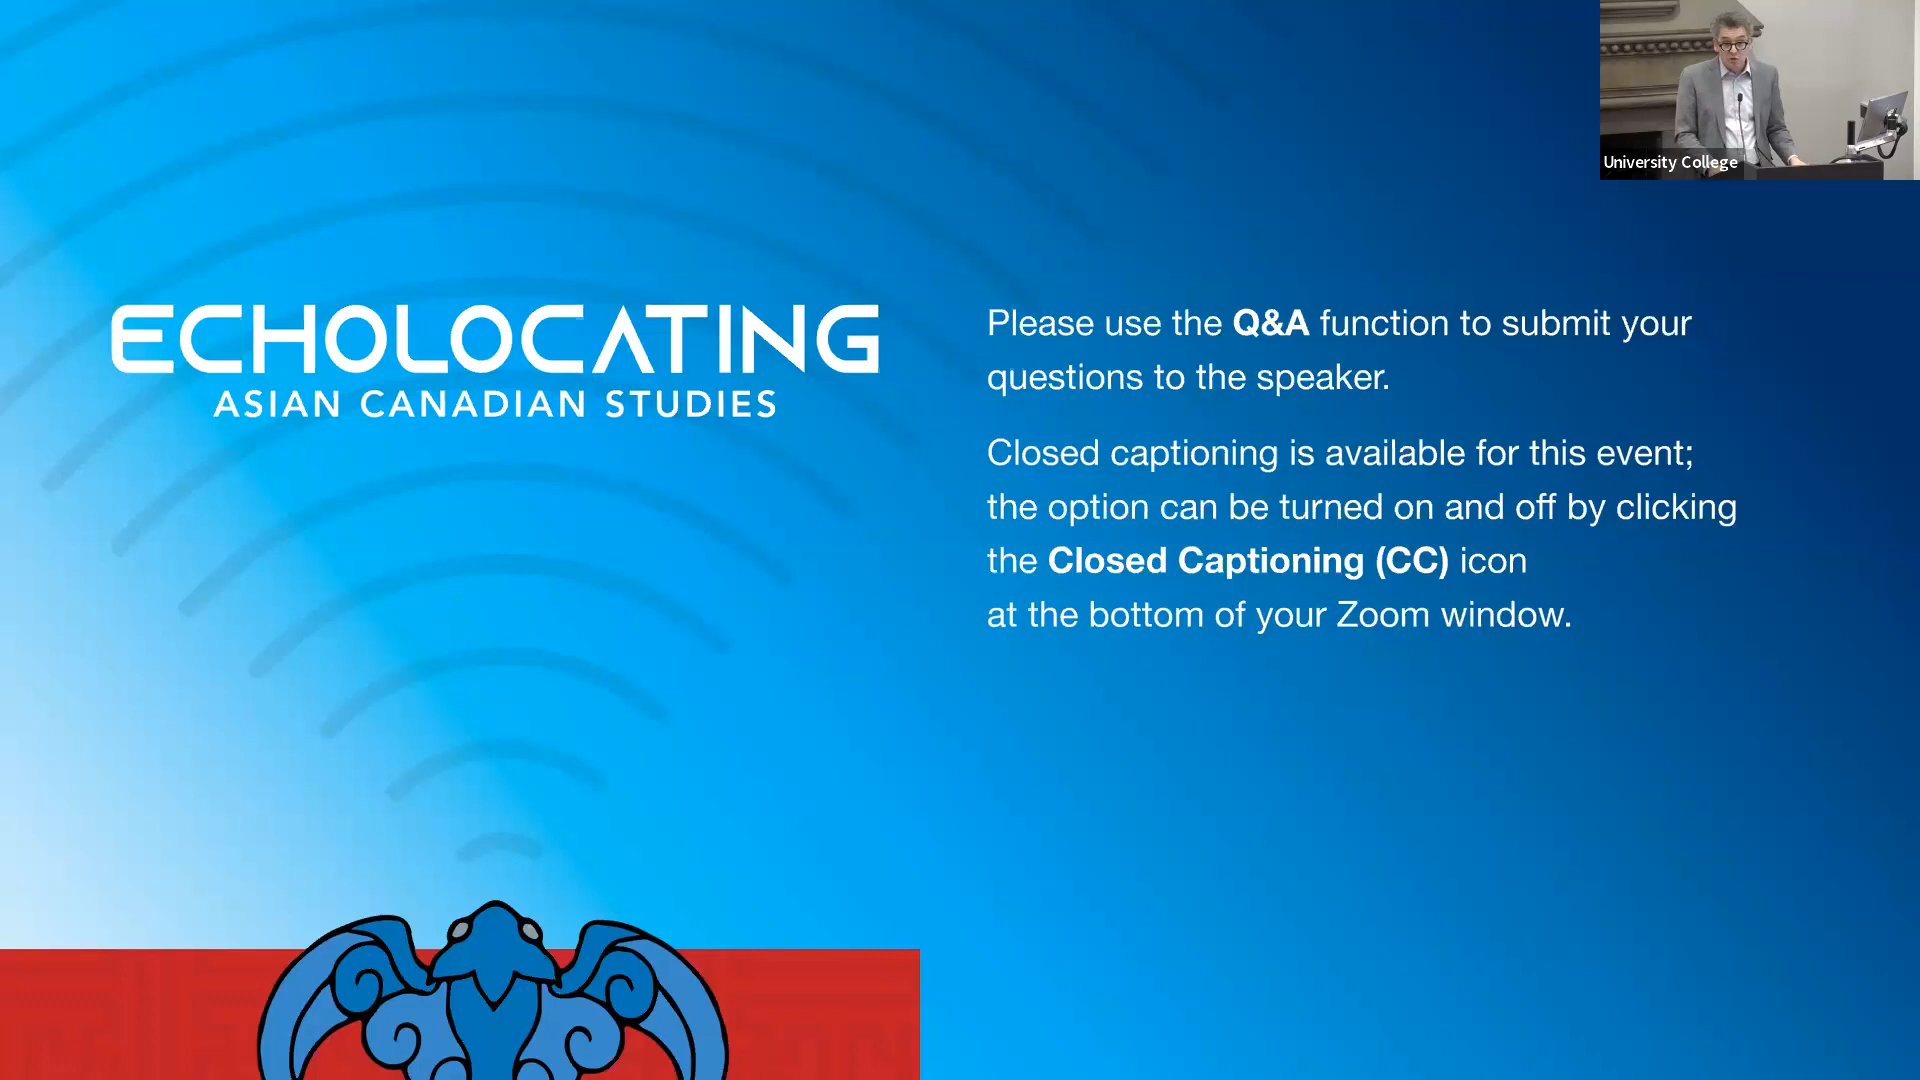 ECHOLOCATING
ASIAN CANADIAN STUDIES
Please use the Q&A function to submit your
questions to the speaker.
Closed captioning is available for this event;
the option can be turned on and off by clicking
the Closed Captioning (CC) icon
at the bottom of your Zoom window.
University College